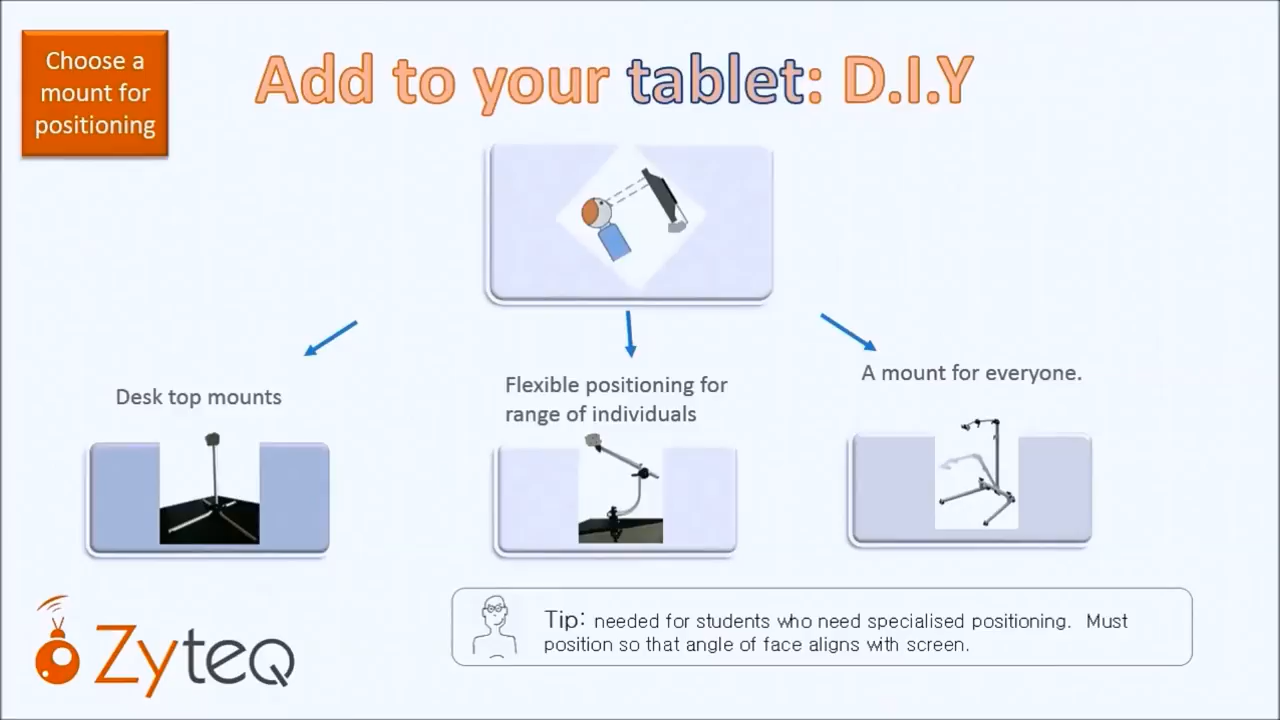 Choose a
mount for
positioning
Add to your tablet: D.I.Y
Desk top mounts
Flexible positioning for
range of individuals
A mount for everyone.
Tip: needed for students who need specialised positioning. Must
position so that angle of face aligns with screen.
Zyteq